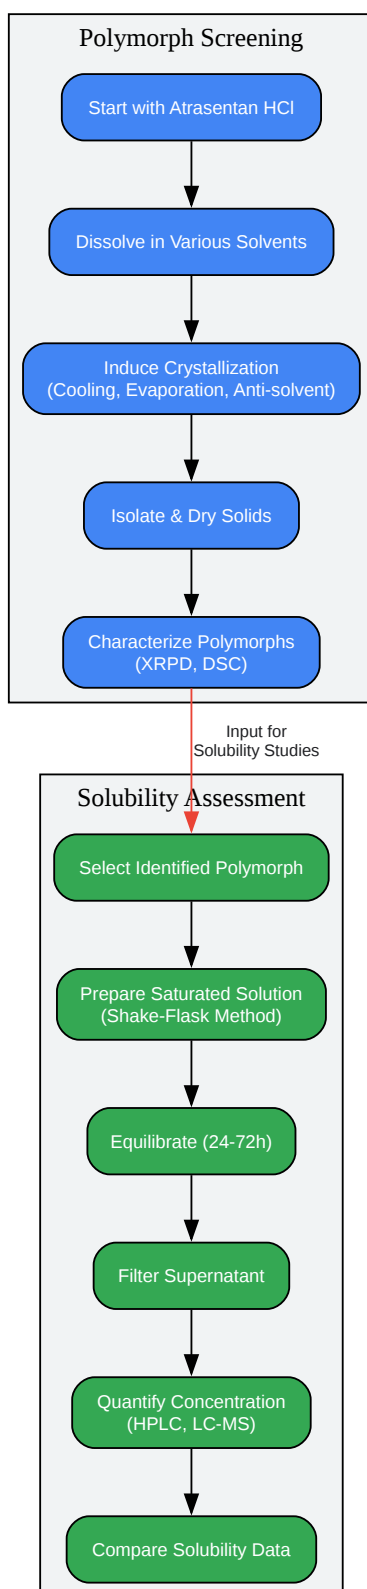 Polymorph Screening
Start with Atrasentan HCl
Dissolve in Various Solvents
Induce Crystallization
(Cooling, Evaporation, Anti-solvent)
Isolate & Dry Solids
Characterize Polymorphs
(XRPD, DSC)
Input for
Solubility Studies
Solubility Assessment
Select Identified Polymorph
Prepare Saturated Solution
(Shake-Flask Method)
Equilibrate (24-72h)
Filter Supernatant
Quantify Concentration
(HPLC, LC-MS)
Compare Solubility Data